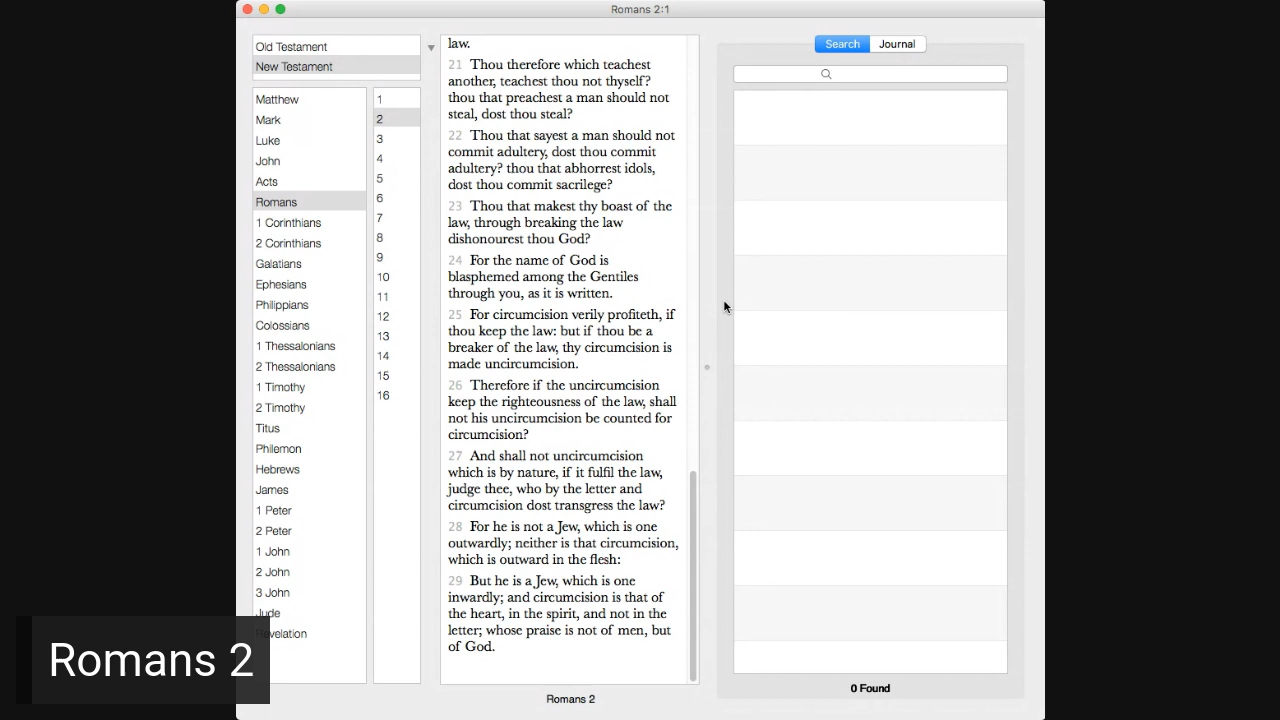 Romans 2:1
Old Testament
New Testament
Matthew
Mark
Luke
John
Acts
Romans
1 Corinthians
2 Corinthians
Galatians
Ephesians
Philippians
Colossians
1 Thessalonians
2 Thessalonians
1 Timothy
2 Timothy
Titus
Philemon
Hebrews
James
1 Peter
2 Peter
1 John
2 John
3 John
Jude
Revelation
1
2
3
4
5
6
7
8
9
10
11
12
13
14
15
16
law.
21 Thou therefore which teachest
another, teachest thou not thyself?
thou that preachest a man should not
steal, dost thou steal?
22 Thou that sayest a man should not
commit adultery, dost thou commit
adultery? thou that abhorrest idols,
dost thou commit sacrilege?
23 Thou that makest thy boast of the
law, through breaking the law
dishonourest thou God?
24 For the name of God is
blasphemed among the Gentiles
through you, as it is written.
25 For circumcision verily profiteth, if
thou keep the law: but if thou be a
breaker of the law, thy circumcision is
made uncircumcision.
26 Therefore if the uncircumcision
keep the righteousness of the law, shall
not his uncircumcision be counted for
circumcision?
27 And shall not uncircumcision
which is by nature, if it fulfil the law,
judge thee, who by the letter and
circumcision dost transgress the law?
28 For he is not a Jew, which is one
outwardly; neither is that circumcision,
which is outward in the flesh:
29 But he is a Jew, which is one
inwardly; and circumcision is that of
the heart, in the spirit, and not in the
letter; whose praise is not of men, but
of God.
Romans 2
Search
Journal
0 Found
Romans 2